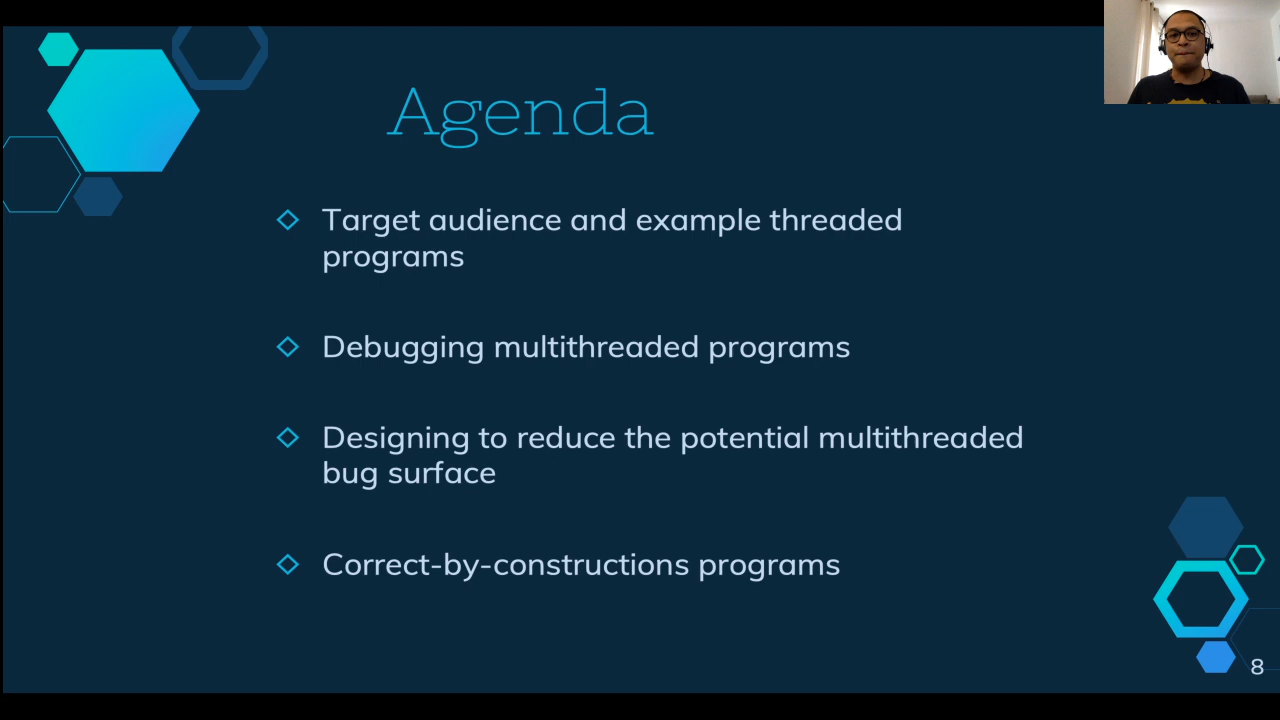 Agenda
Target audience and example threaded
programs
Debugging multithreaded programs
Designing to reduce the potential multithreaded
bug surface
Correct-by-constructions programs
8